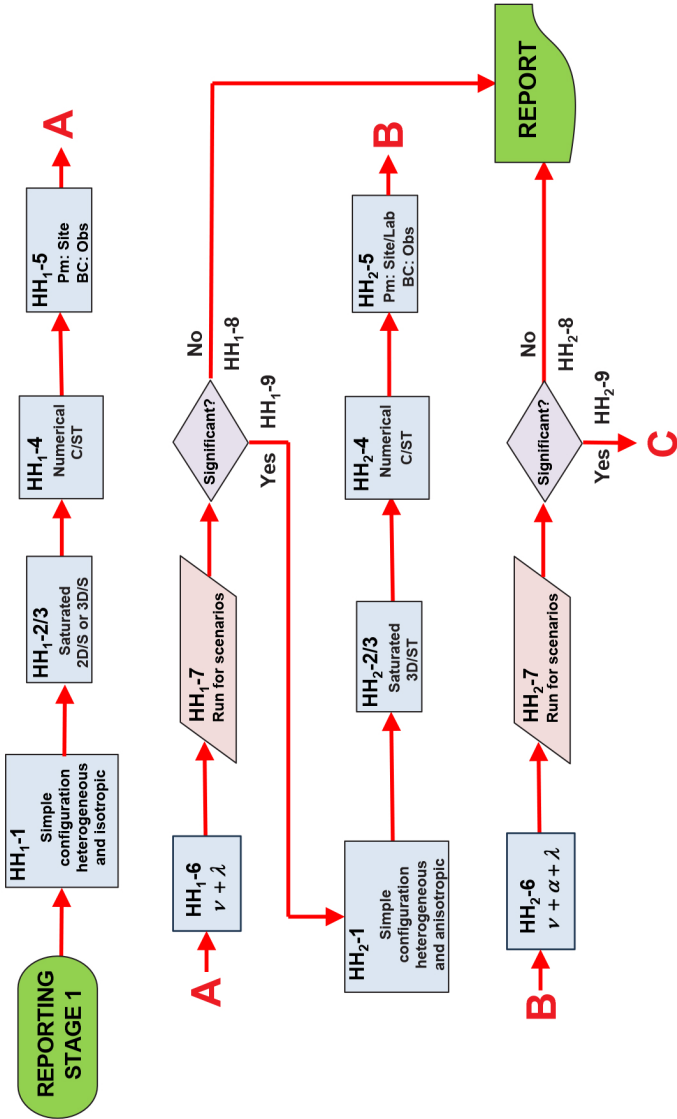 REPORTING
STAGE 1
HH₁-1
Simple
configuration
heterogeneous
and isotropic
HH₁-2/3
Saturated
2D/S or 3D/S
HH₁-4
Numerical
C/ST
HH₁-5
Pm: Site
BC: Obs
A
A
HH₁-6
ν + λ
HH₁-7
Run for scenarios
Significant?
No
HH₁-8
Yes
HH₁-9
HH₂-1
Simple
configuration
heterogeneous
and anisotropic
HH₂-2/3
Saturated
3D/ST
HH₂-4
Numerical
C/ST
HH₂-5
Pm: Site/Lab
BC: Obs
B
B
HH₂-6
ν + α + λ
HH₂-7
Run for scenarios
Significant?
No
HH₂-8
Yes
HH₂-9
C
REPORT